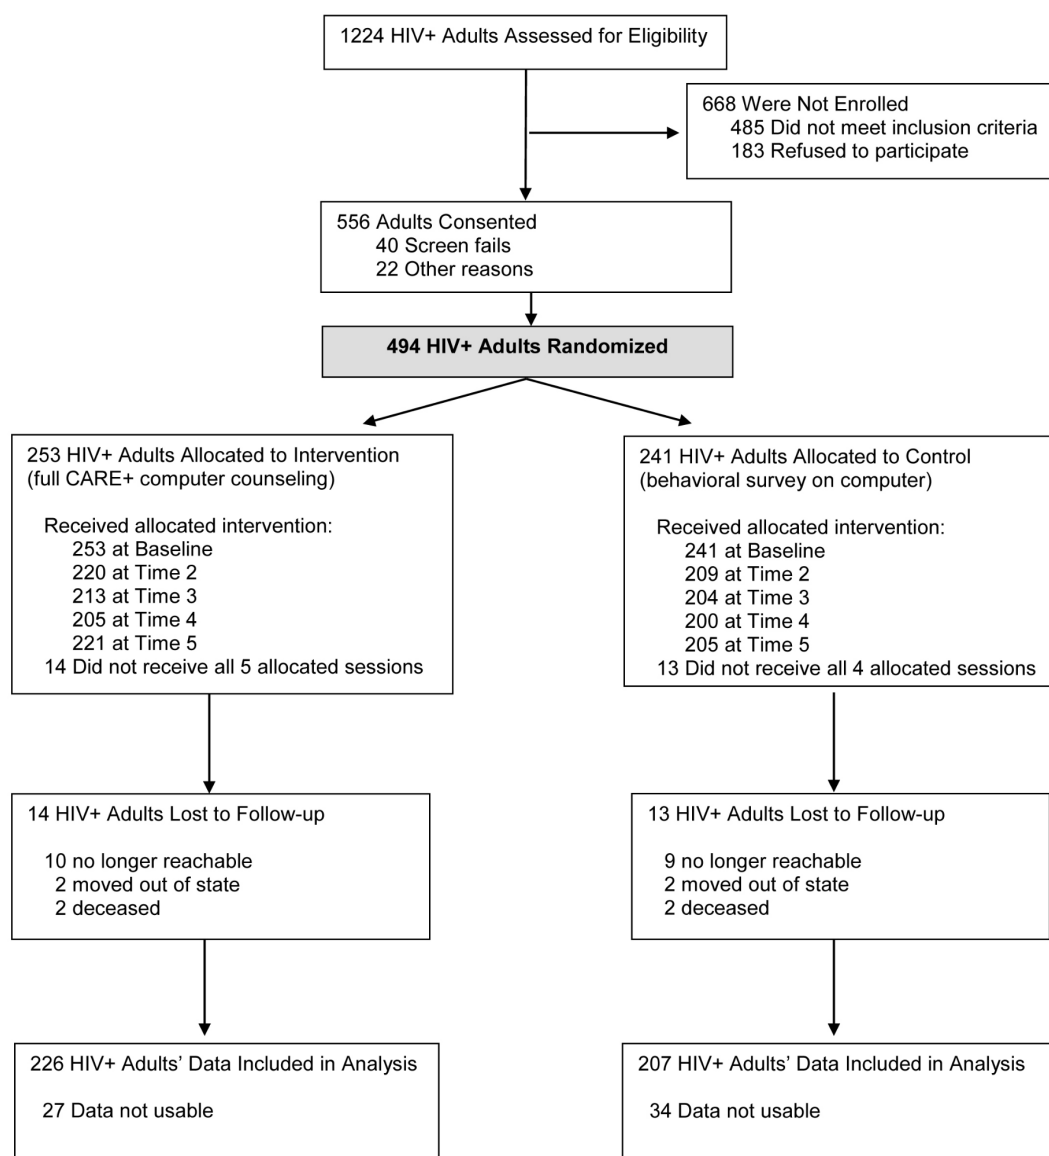 1224 HIV+ Adults Assessed for Eligibility
668 Were Not Enrolled
485 Did not meet inclusion criteria
183 Refused to participate
556 Adults Consented
40 Screen fails
22 Other reasons
494 HIV+ Adults Randomized
253 HIV+ Adults Allocated to Intervention
(full CARE+ computer counseling)
Received allocated intervention:
253 at Baseline
220 at Time 2
213 at Time 3
205 at Time 4
221 at Time 5
14 Did not receive all 5 allocated sessions
241 HIV+ Adults Allocated to Control
(behavioral survey on computer)
Received allocated intervention:
241 at Baseline
209 at Time 2
204 at Time 3
200 at Time 4
205 at Time 5
13 Did not receive all 4 allocated sessions
14 HIV+ Adults Lost to Follow-up
10 no longer reachable
2 moved out of state
2 deceased
13 HIV+ Adults Lost to Follow-up
9 no longer reachable
2 moved out of state
2 deceased
226 HIV+ Adults’ Data Included in Analysis
27 Data not usable
207 HIV+ Adults’ Data Included in Analysis
34 Data not usable